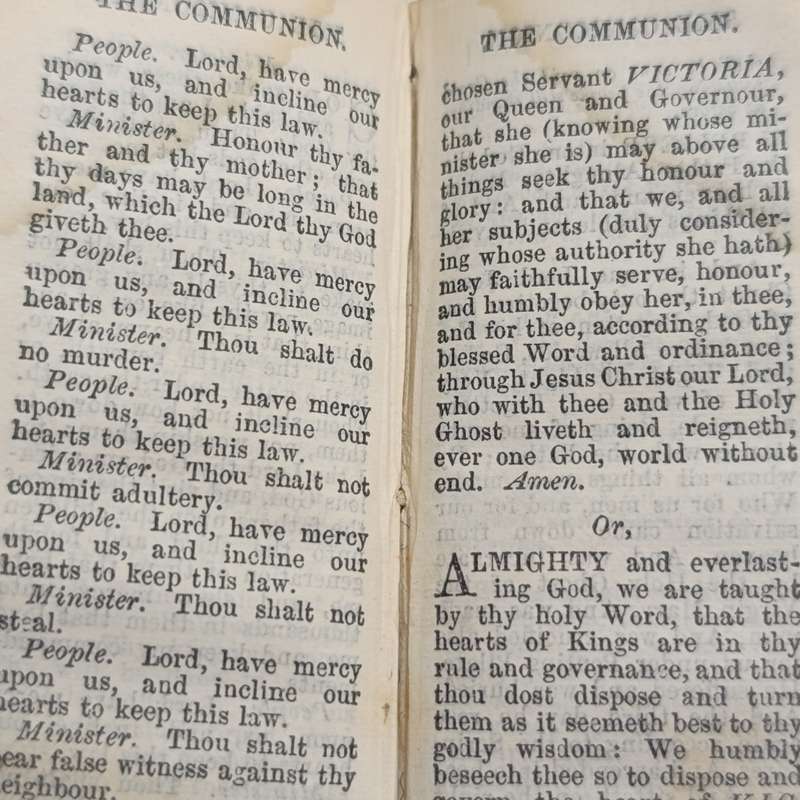 THE COMMUNION.
People. Lord, have mercy
upon us, and incline our
hearts to keep this law.
Minister. Honour thy fa-
ther and thy mother; that
thy days may be long in the
land, which the Lord thy God
giveth thee.
People. Lord, have mercy
upon us, and incline our
hearts to keep this law.
Minister. Thou shalt do
no murder.
People. Lord, have mercy
upon us, and incline our
hearts to keep this law.
Minister. Thou shalt not
commit adultery.
People. Lord, have mercy
upon us, and incline our
hearts to keep this law.
Minister. Thou shalt not
steal.
People. Lord, have mercy
upon us, and incline our
hearts to keep this law.
Minister. Thou shalt not
bear false witness against thy
neighbour.
THE COMMUNION.
chosen Servant VICTORIA,
our Queen and Governour,
that she (knowing whose mi-
nister she is) may above all
things seek thy honour and
glory: and that we, and all
her subjects (duly consider-
ing whose authority she hath)
may faithfully serve, honour,
and humbly obey her, in thee,
and for thee, according to thy
blessed Word and ordinance;
through Jesus Christ our Lord,
who with thee and the Holy
Ghost liveth and reigneth,
ever one God, world without
end. Amen.
Or,
ALMIGHTY and everlast-
ing God, we are taught
by thy holy Word, that the
hearts of Kings are in thy
rule and governance, and that
thou dost dispose and turn
them as it seemeth best to thy
godly wisdom: We humbly
beseech thee so to dispose and
govern the heart of